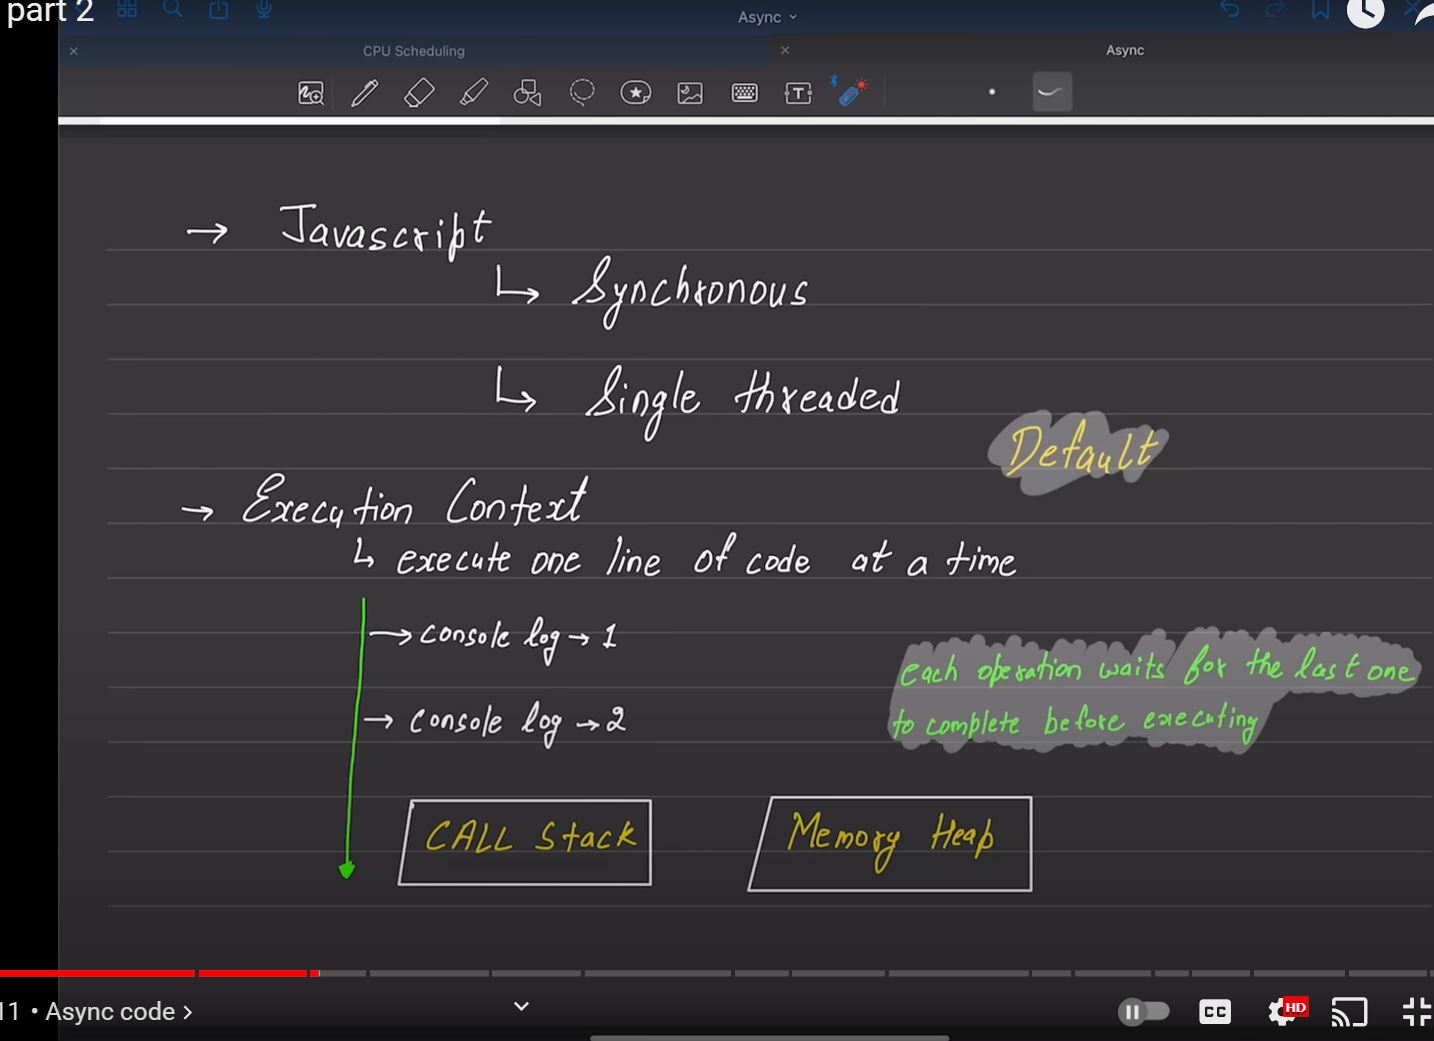 part 2
Async
CPU Scheduling
Async
→ Javascript
↳ Synchronous
↳ Single threaded
Default
→ Execution Context
↳ execute one line of code at a time
→ console log → 1
each operation waits for the last one
→ console log → 2
to complete before executing
CALL Stack
Memory Heap
11 • Async code >
CC
HD